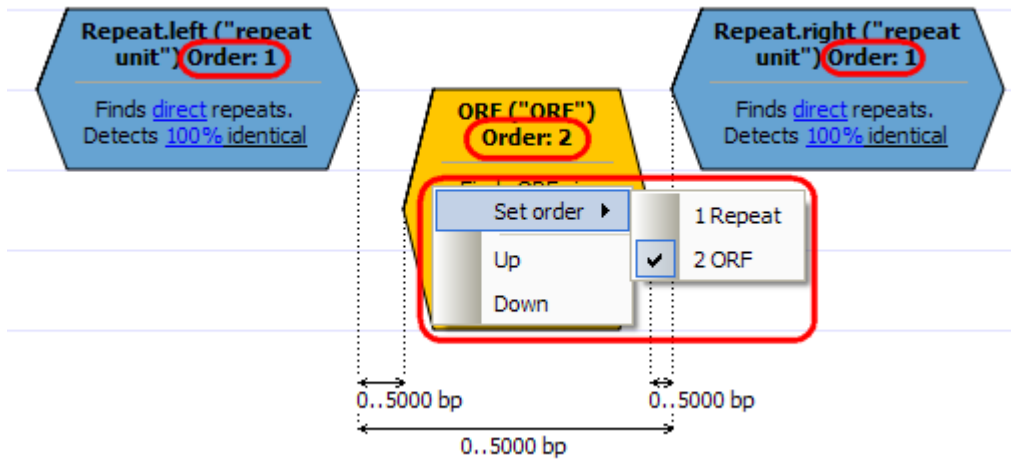 Repeat.left ("repeat
unit") Order: 1
Finds direct repeats.
Detects 100% identical
Repeat.right ("repeat
unit") Order: 1
Finds direct repeats.
Detects 100% identical
ORF ("ORF")
Order: 2
Set order
Up
Down
1 Repeat
2 ORF
0..5000 bp
0..5000 bp
0..5000 bp